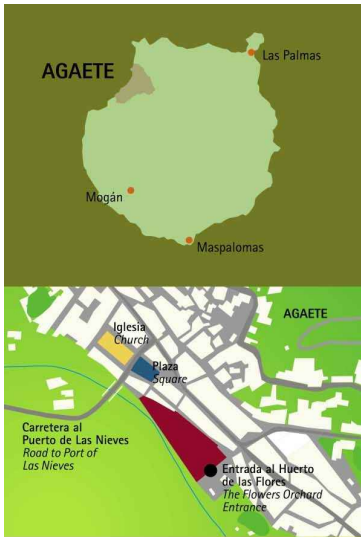 AGAETE
Las Palmas
Mogán
Maspalomas
AGAETE
Iglesia
Church
Plaza
Square
Carretera al
Puerto de Las Nieves
Road to Port of
Las Nieves
Entrada al Huerto
de las Flores
The Flowers Orchard
Entrance